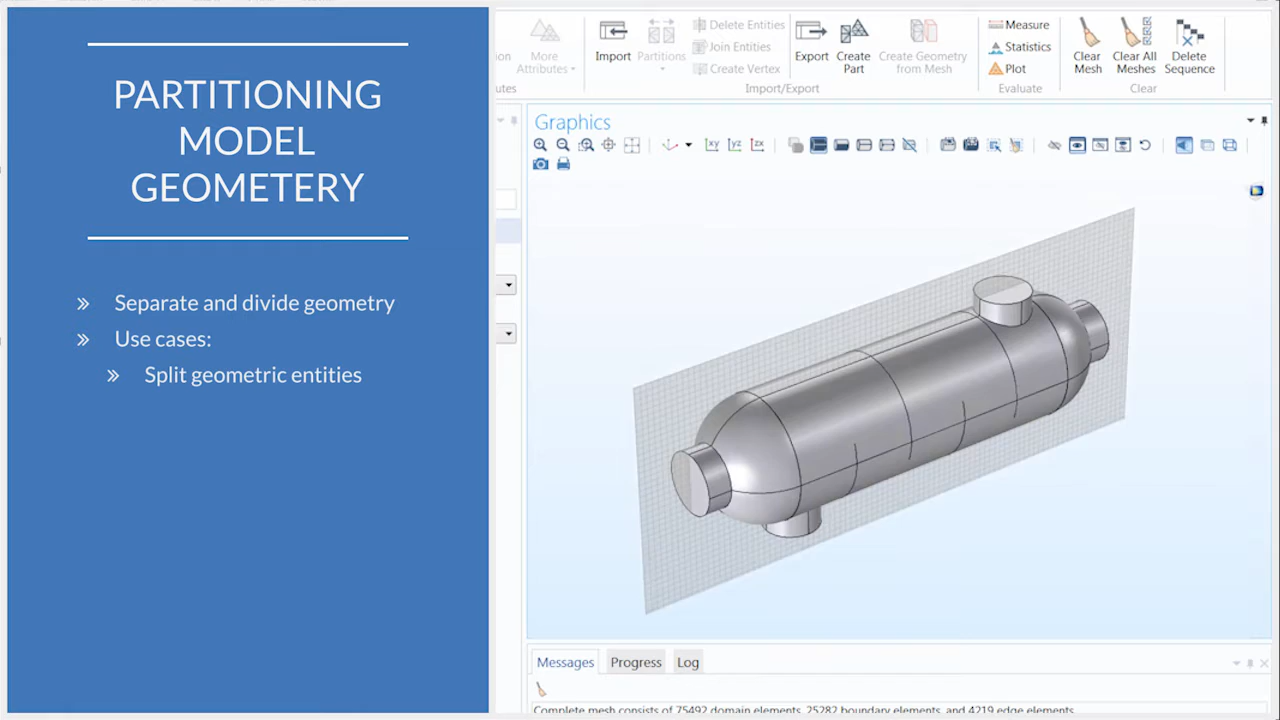 PARTITIONING
MODEL
GEOMETERY
» Separate and divide geometry
» Use cases:
» Split geometric entities
More
Attributes
Import
Partitions
Delete Entities
Join Entities
Create Vertex
Export
Create
Part
Create Geometry
from Mesh
Import/Export
Measure
Statistics
Plot
Evaluate
Clear
Mesh
Clear All
Meshes
Delete
Sequence
Clear
Graphics
xy yz zx
Messages Progress Log
Complete mesh consists of 75492 domain elements, 25282 boundary elements, and 4219 edge elements.